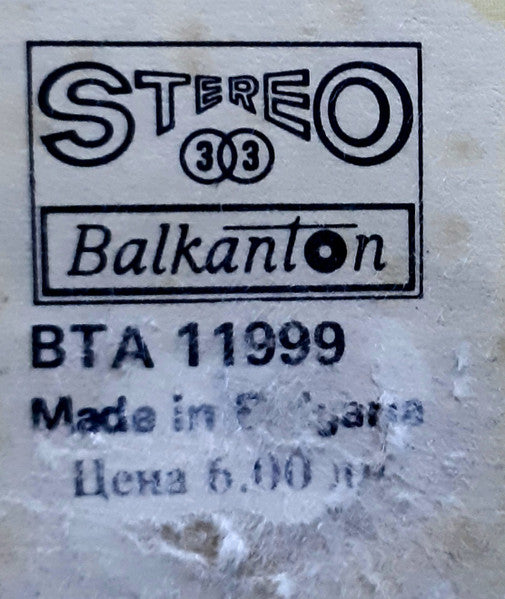 STEREO
33
Balkanton
BTA 11999
Made in
Цена 6.00